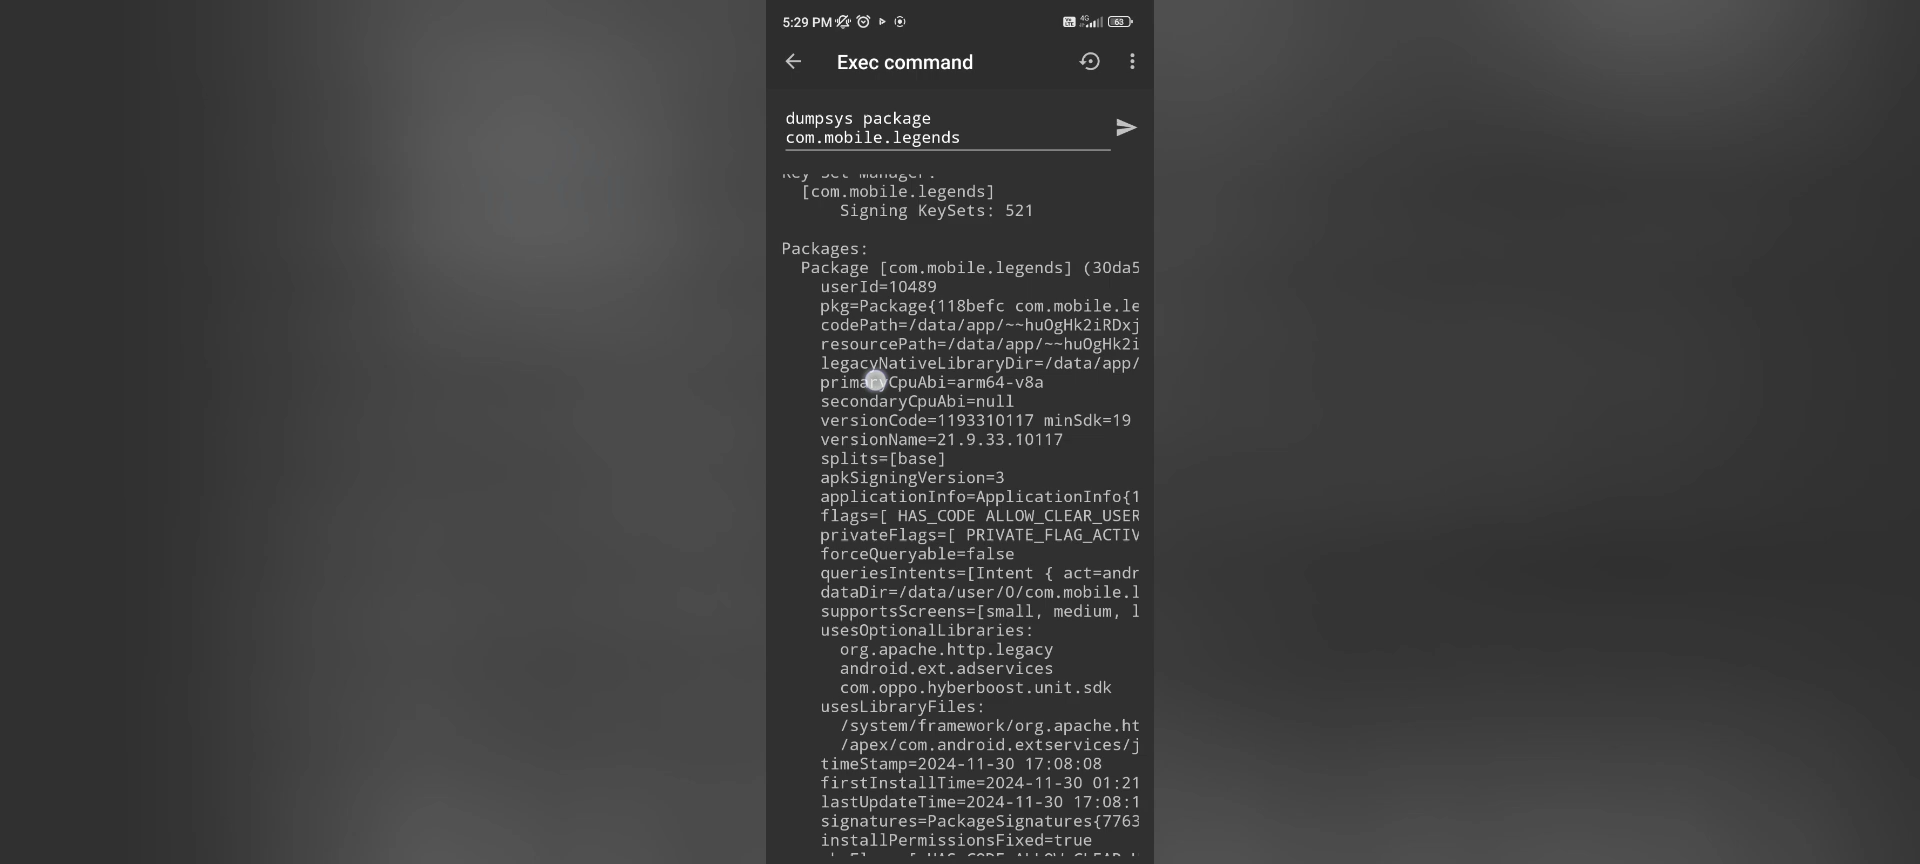 5:29 PM
4G
63
Exec command
dumpsys package
com.mobile.legends
Key Set Manager:
[com.mobile.legends]
Signing KeySets: 521
Packages:
Package [com.mobile.legends] (30da5
userId=10489
pkg=Package{118befc com.mobile.le
codePath=/data/app/~~huOgHk2iRDxj
resourcePath=/data/app/~~huOgHk2i
legacyNativeLibraryDir=/data/app/
primaryCpuAbi=arm64-v8a
secondaryCpuAbi=null
versionCode=1193310117 minSdk=19
versionName=21.9.33.10117
splits=[base]
apkSigningVersion=3
applicationInfo=ApplicationInfo{1
flags=[ HAS_CODE ALLOW_CLEAR_USER
privateFlags=[ PRIVATE_FLAG_ACTIV
forceQueryable=false
queriesIntents=[Intent { act=andr
dataDir=/data/user/0/com.mobile.l
supportsScreens=[small, medium, l
usesOptionalLibraries:
org.apache.http.legacy
android.ext.adservices
com.oppo.hyberboost.unit.sdk
usesLibraryFiles:
/system/framework/org.apache.ht
/apex/com.android.extservices/j
timeStamp=2024-11-30 17:08:08
firstInstallTime=2024-11-30 01:21
lastUpdateTime=2024-11-30 17:08:1
signatures=PackageSignatures{7763
installPermissionsFixed=true